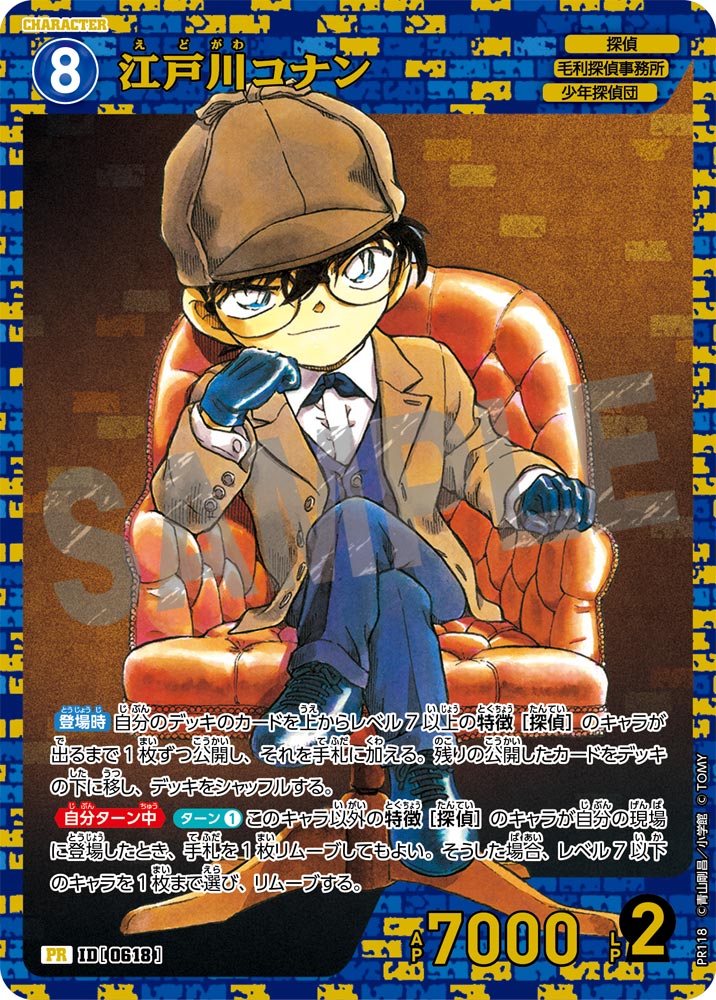 CHARACTER
8
えどがわ
江戸川コナン
探偵
毛利探偵事務所
少年探偵団
SAMPLE
登場時 自分のデッキのカードを上からレベル7以上の特徴［探偵］のキャラが
出るまで1枚ずつ公開し、それを手札に加える。残りの公開したカードをデッキ
の下に移し、デッキをシャッフルする。
自分ターン中 ターン1 このキャラ以外の特徴［探偵］のキャラが自分の現場
に登場したとき、手札を1枚リムーブしてもよい。そうした場合、レベル7以下
のキャラを1枚まで選び、リムーブする。
PR ID[0618]
AP 7000 LP 2
PR118 ©青山剛昌／小学館 © TOMY